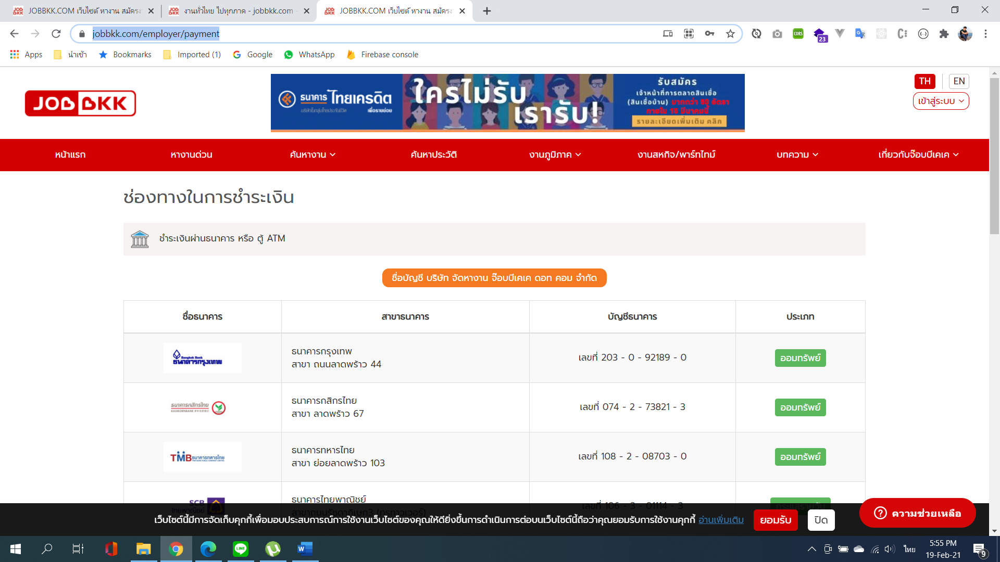 JOBBKK.COM เว็บไซต์ หางาน สมัครงา
งานทั่วไทย ไปทุกภาค - jobbkk.com -
JOBBKK.COM เว็บไซต์ หางาน สมัครงา
jobbkk.com/employer/payment
CORS
23
Apps
นำเข้า
Bookmarks
Imported (1)
Google
WhatsApp
Firebase console
JOBBKK
ธนาคาร ไทยเครดิต
เพื่อรายย่อย
ใครไม่รับ
เรารับ!
รับสมัคร
เจ้าหน้าที่การตลาดสินเชื่อ
(สินเชื่อบ้าน) มากกว่า 50 อัตรา
ภายใน 15 มีนาคมนี้
รายละเอียดเพิ่มเติม คลิก
TH
EN
เข้าสู่ระบบ
หน้าแรก
หางานด่วน
ค้นหางาน
ค้นหาประวัติ
งานภูมิภาค
งานสหกิจ/พาร์ทไทม์
บทความ
เกี่ยวกับจ๊อบบีเคเค
ช่องทางในการชำระเงิน
ชำระเงินผ่านธนาคาร หรือ ตู้ ATM
ชื่อบัญชี บริษัท จัดหางาน จ๊อบบีเคเค ดอท คอม จำกัด
ชื่อธนาคาร
สาขาธนาคาร
บัญชีธนาคาร
ประเภท
Bangkok Bank
ธนาคารกรุงเทพ
ธนาคารกรุงเทพ
สาขา ถนนลาดพร้าว 44
เลขที่ 203 - 0 - 92189 - 0
ออมทรัพย์
ธนาคารกสิกรไทย
ธนาคารกสิกรไทย
สาขา ลาดพร้าว 67
เลขที่ 074 - 2 - 73821 - 3
ออมทรัพย์
TMB ธนาคารทหารไทย
ธนาคารทหารไทย
สาขา ย่อยลาดพร้าว 103
เลขที่ 108 - 2 - 08703 - 0
ออมทรัพย์
SCB
ไทยพาณิชย์
ธนาคารไทยพาณิชย์
สาขาถนนรัชดาภิเษก3 (ทรูทาวเวอร์)
เลขที่ 106 - 3 - 01114 - 3
กระแสรายวัน
เว็บไซต์นี้มีการจัดเก็บคุกกี้เพื่อมอบประสบการณ์การใช้งานเว็บไซต์ของคุณให้ดียิ่งขึ้นการดำเนินการต่อบนเว็บไซต์นี้ถือว่าคุณยอมรับการใช้งานคุกกี้ อ่านเพิ่มเติม
ยอมรับ
ปิด
ความช่วยเหลือ
LINE
ไทย
5:55 PM
19-Feb-21
9